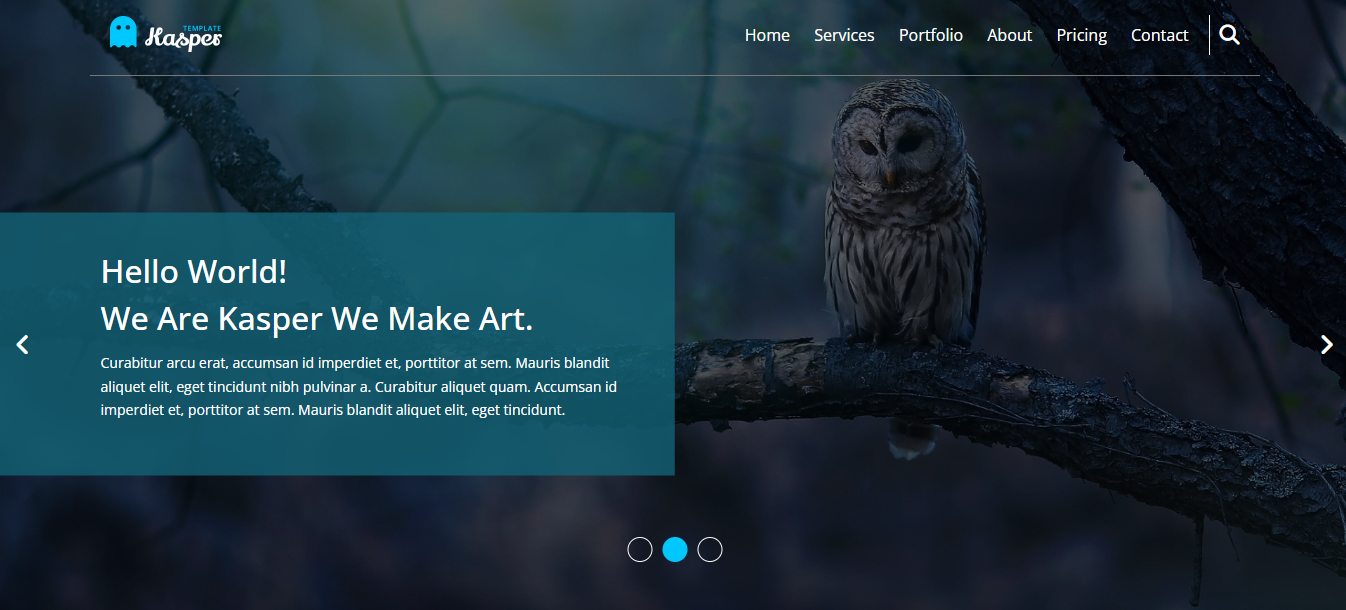 TEMPLATE
Kasper
Home Services Portfolio About Pricing Contact
Hello World!
We Are Kasper We Make Art.
Curabitur arcu erat, accumsan id imperdiet et, porttitor at sem. Mauris blandit
aliquet elit, eget tincidunt nibh pulvinar a. Curabitur aliquet quam. Accumsan id
imperdiet et, porttitor at sem. Mauris blandit aliquet elit, eget tincidunt.